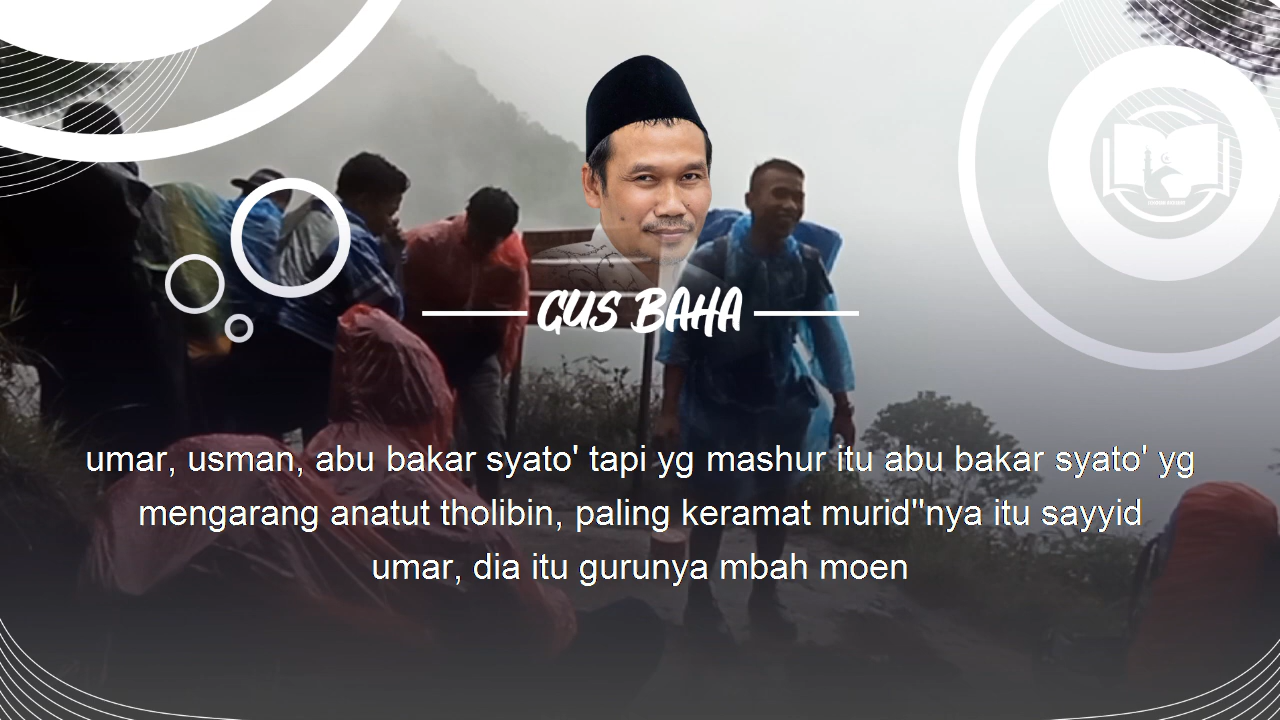 GUS BAHA
umar, usman, abu bakar syato' tapi yg mashur itu abu bakar syato' yg
mengarang anatut tholibin, paling keramat murid"nya itu sayyid
umar, dia itu gurunya mbah moen